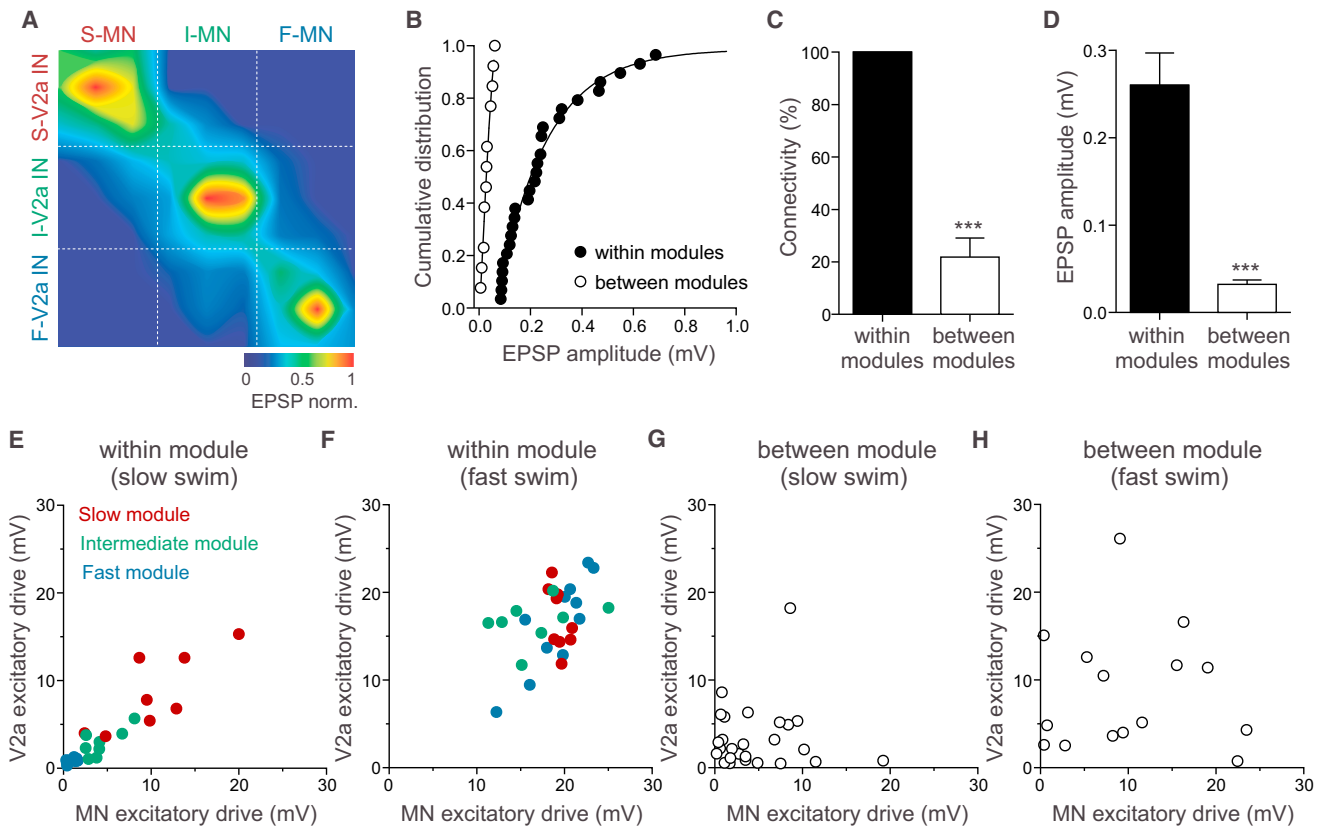 A
S-MN
I-MN
F-MN
S-V2a IN
I-V2a IN
F-V2a IN
0
0.5
1
EPSP norm.
B
Cumulative distribution
1.0
0.8
0.6
0.4
0.2
0.0
within modules
between modules
0.0
0.2
0.4
0.6
0.8
1.0
EPSP amplitude (mV)
C
Connectivity (%)
100
80
60
40
20
0
***
within
modules
between
modules
D
EPSP amplitude (mV)
0.3
0.2
0.1
0.0
***
within
modules
between
modules
E
within module
(slow swim)
V2a excitatory drive (mV)
30
20
10
0
Slow module
Intermediate module
Fast module
0
10
20
30
MN excitatory drive (mV)
F
within module
(fast swim)
V2a excitatory drive (mV)
30
20
10
0
0
10
20
30
MN excitatory drive (mV)
G
between module
(slow swim)
V2a excitatory drive (mV)
30
20
10
0
0
10
20
30
MN excitatory drive (mV)
H
between module
(fast swim)
V2a excitatory drive (mV)
30
20
10
0
0
10
20
30
MN excitatory drive (mV)